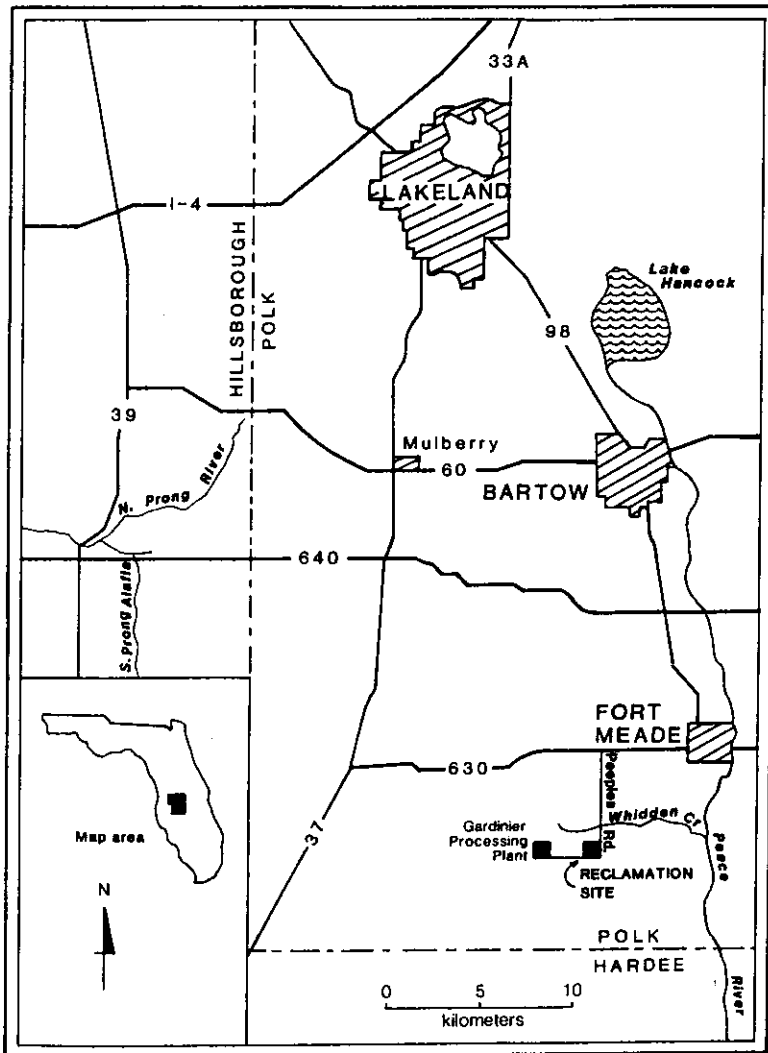 33A
LAKELAND
I-4
HILLSBOROUGH
POLK
Lake
Hancock
98
39
Mulberry
60
BARTOW
N. Prong River
640
S. Prong Alafia
FORT
MEADE
630
Peeples Rd.
Whidden Cr
Gardinier
Processing
Plant
Peace River
RECLAMATION
SITE
37
Map area
N
POLK
HARDEE
0 5 10
kilometers